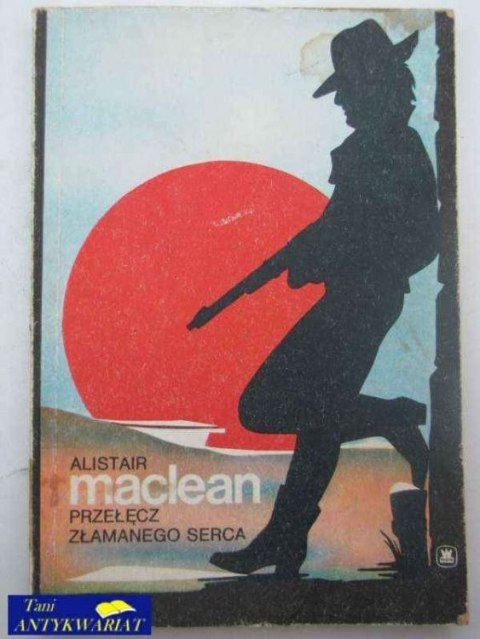 ALISTAIR
maclean
PRZEŁĘCZ
ZŁAMANEGO SERCA
Tani
ANTYKWARIAT